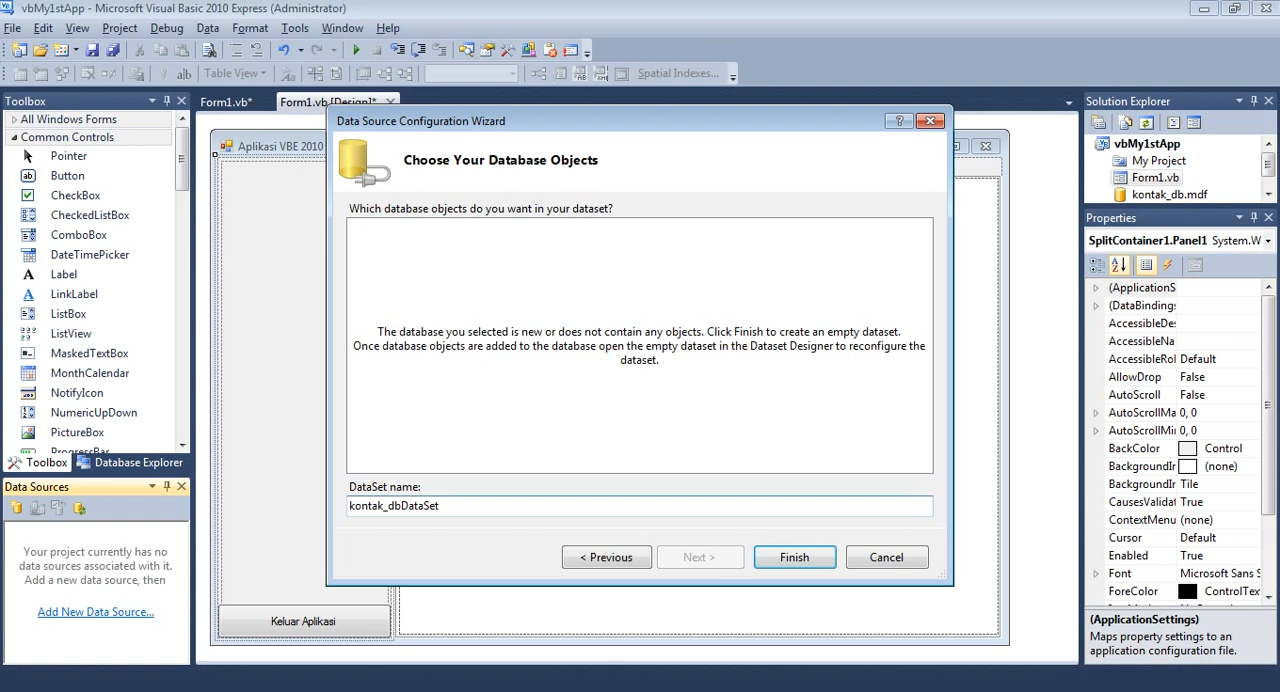 vbMy1stApp - Microsoft Visual Basic 2010 Express (Administrator)
File Edit View Project Debug Data Format Tools Window Help
Table View
Spatial Indexes...
Toolbox
All Windows Forms
Common Controls
Pointer
Button
CheckBox
CheckedListBox
ComboBox
DateTimePicker
Label
LinkLabel
ListBox
ListView
MaskedTextBox
MonthCalendar
NotifyIcon
NumericUpDown
PictureBox
ProgressBar
Toolbox Database Explorer
Data Sources
Your project currently has no
data sources associated with it.
Add a new data source, then
Add New Data Source...
Form1.vb* Form1.vb [Design]*
Aplikasi VBE 2010
Keluar Aplikasi
Data Source Configuration Wizard
Choose Your Database Objects
Which database objects do you want in your dataset?
The database you selected is new or does not contain any objects. Click Finish to create an empty dataset.
Once database objects are added to the database open the empty dataset in the Dataset Designer to reconfigure the
dataset.
DataSet name:
kontak_dbDataSet
< Previous Next > Finish Cancel
Solution Explorer
vbMy1stApp
My Project
Form1.vb
kontak_db.mdf
Properties
SplitContainer1.Panel1 System.W
(ApplicationS
(DataBindings
AccessibleDes
AccessibleNa
AccessibleRol Default
AllowDrop False
AutoScroll False
AutoScrollMa 0, 0
AutoScrollMir 0, 0
BackColor Control
BackgroundIr (none)
BackgroundIr Tile
CausesValidat True
ContextMenu (none)
Cursor Default
Enabled True
Font Microsoft Sans S
ForeColor ControlTex
(ApplicationSettings)
Maps property settings to an
application configuration file.